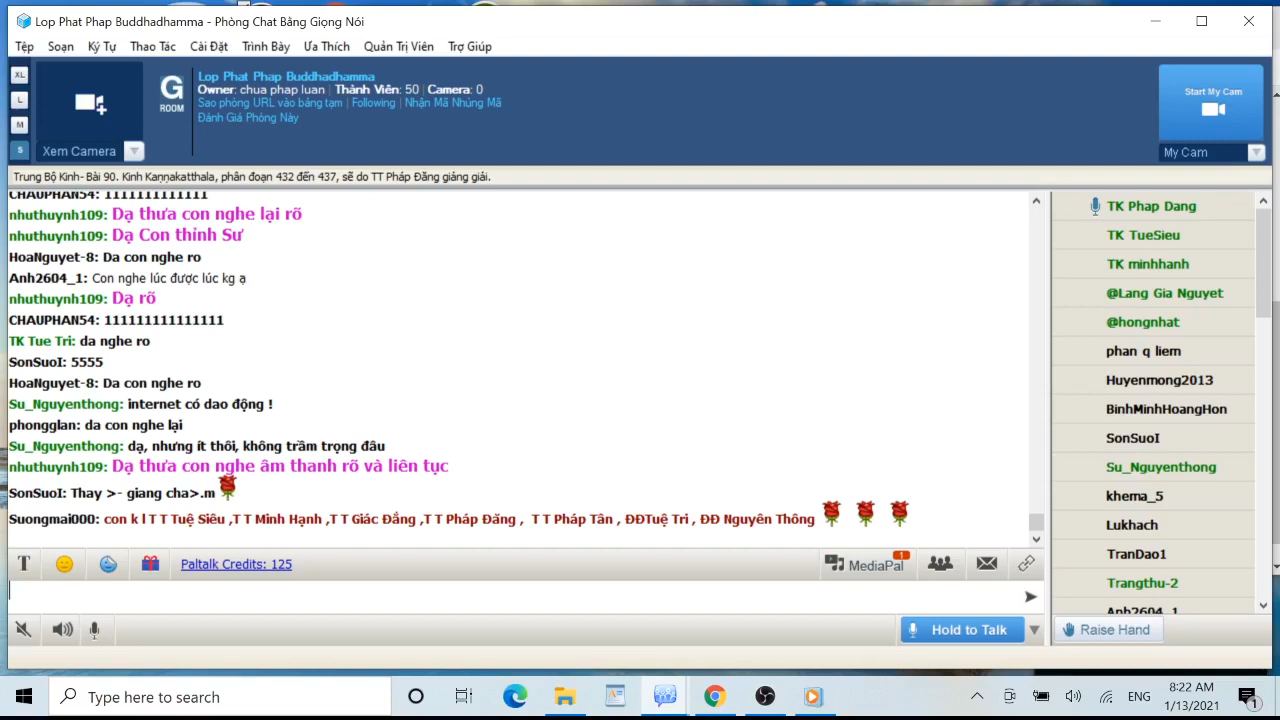 Lop Phat Phap Buddhadhamma - Phòng Chat Bằng Giọng Nói
Tệp Soạn Ký Tự Thao Tác Cài Đặt Trình Bày Ưa Thích Quản Trị Viên Trợ Giúp
XL
L
M
S
Xem Camera
G
ROOM
Lop Phat Phap Buddhadhamma
Owner: chua phap luan | Thành Viên: 50 | Camera: 0
Sao phòng URL vào bảng tạm | Following | Nhận Mã Nhúng Mã
Đánh Giá Phòng Này
Start My Cam
My Cam
Trung Bộ Kinh- Bài 90. Kinh Kaṇṇakatthala, phân đoạn 432 đến 437, sẽ do TT Pháp Đăng giảng giải.
CHAUPHAN54: 1111111111111
nhuthuynh109: Dạ thưa con nghe lại rõ
nhuthuynh109: Dạ Con thỉnh Sư
HoaNguyet-8: Da con nghe ro
Anh2604_1: Con nghe lúc được lúc kg ạ
nhuthuynh109: Dạ rõ
CHAUPHAN54: 111111111111111
TK Tue Tri: da nghe ro
SonSuoI: 5555
HoaNguyet-8: Da con nghe ro
Su_Nguyenthong: internet có dao động !
phongglan: da con nghe lại
Su_Nguyenthong: dạ, nhưng ít thôi, không trầm trọng đâu
nhuthuynh109: Dạ thưa con nghe âm thanh rõ và liên tục
SonSuoI: Thay >- giang cha>.m
Suongmai000: con k l T T Tuệ Siêu ,T T Minh Hạnh ,T T Giác Đẳng ,T T Pháp Đăng , T T Pháp Tân , ĐĐTuệ Tri , ĐĐ Nguyên Thông
TK Phap Dang
TK TueSieu
TK minhhanh
@Lang Gia Nguyet
@hongnhat
phan q liem
Huyenmong2013
BinhMinhHoangHon
SonSuoI
Su_Nguyenthong
khema_5
Lukhach
TranDao1
Trangthu-2
Anh2604_1
T Paltalk Credits: 125 MediaPal 1
Hold to Talk
Raise Hand
Type here to search
ENG
8:22 AM
1/13/2021
1